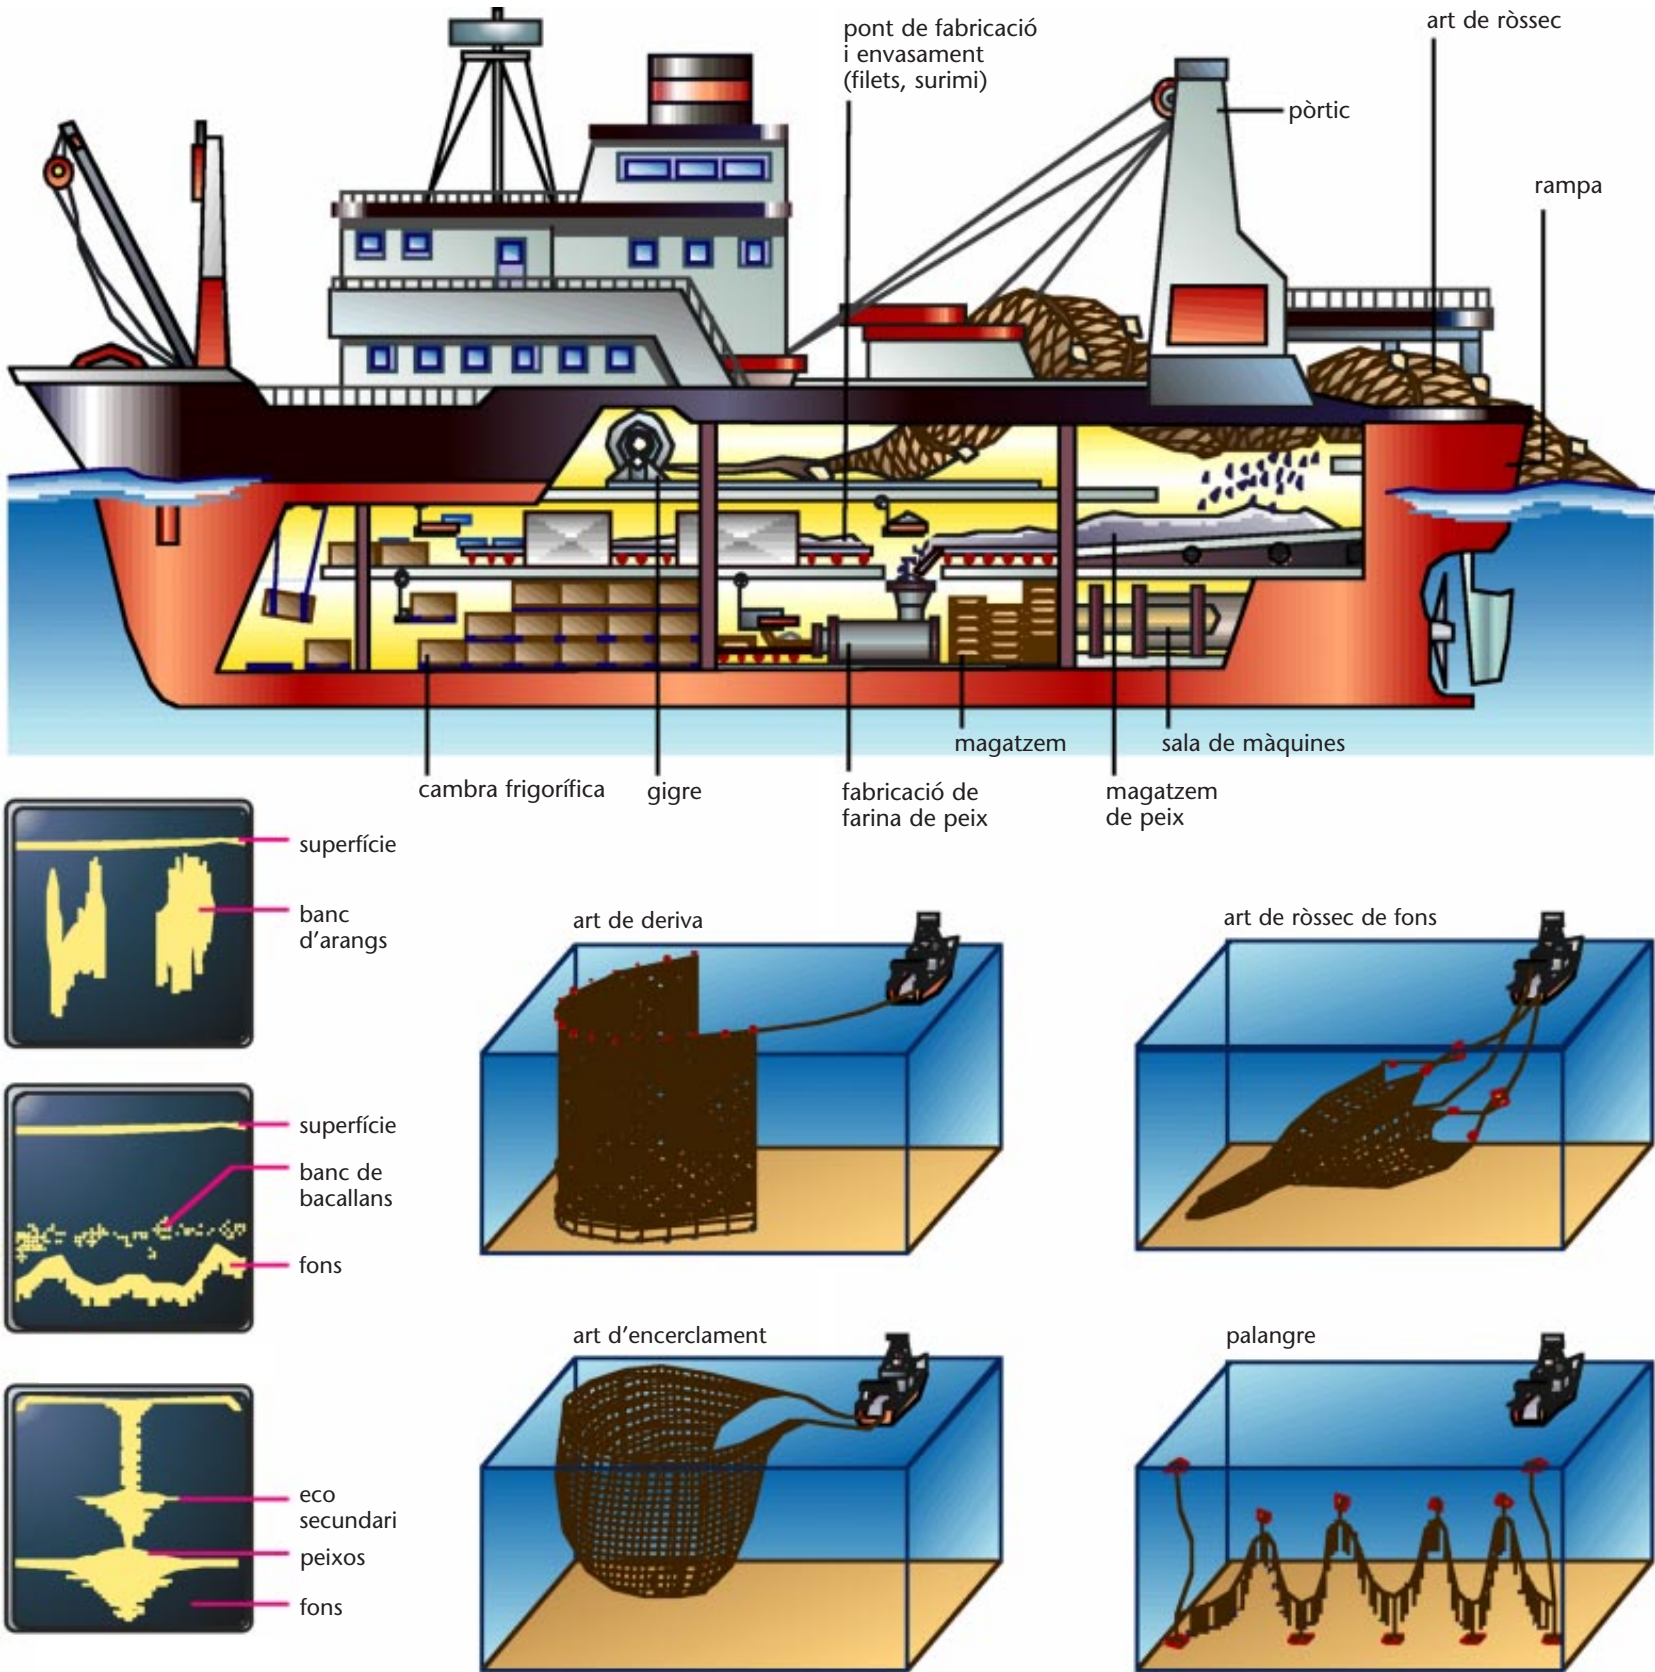 pont de fabricació
i envasament
(filets, surimi)
art de ròssec
pòrtic
rampa
magatzem
sala de màquines
cambra frigorífica
gigre
fabricació de
farina de peix
magatzem
de peix
superfície
banc
d'arangs
superfície
banc de
bacallans
fons
eco
secundari
peixos
fons
art de deriva
art de ròssec de fons
art d'encerclament
palangre